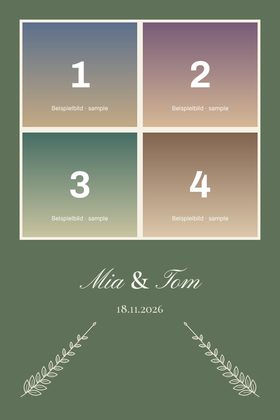 1
2
Beispielbild · sample
Beispielbild · sample
3
4
Beispielbild · sample
Beispielbild · sample
Mia & Tom
18.11.2026